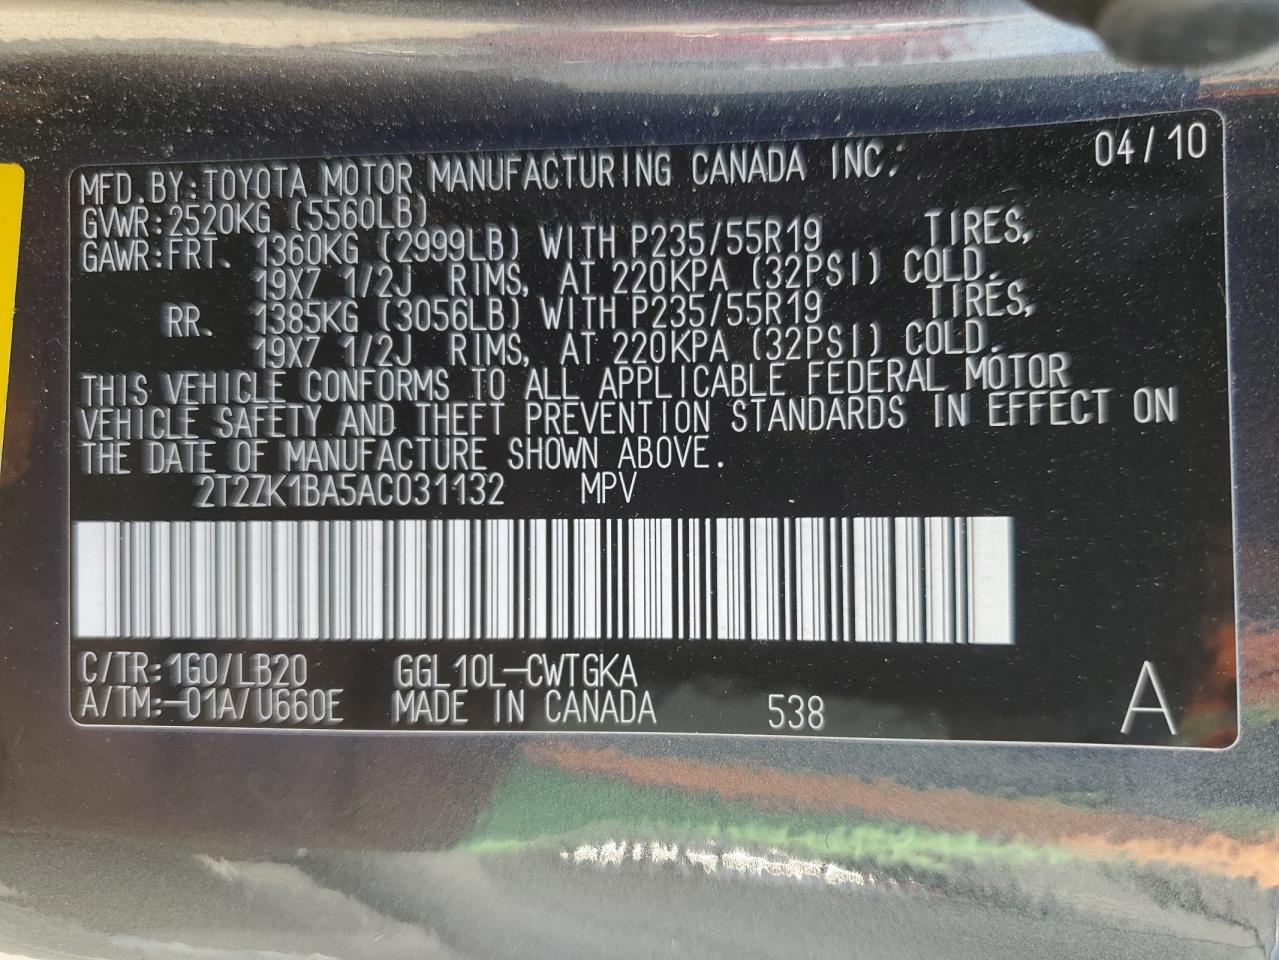 04/10
MFD.BY:TOYOTA MOTOR MANUFACTURING CANADA INC.
GVWR:2520KG (5560LB)
GAWR:FRT. 1360KG (2999LB) WITH P235/55R19 TIRES,
19X7 1/2J RIMS, AT 220KPA (32PSI) COLD.
RR. 1385KG (3056LB) WITH P235/55R19 TIRES,
19X7 1/2J RIMS, AT 220KPA (32PSI) COLD.
THIS VEHICLE CONFORMS TO ALL APPLICABLE FEDERAL MOTOR
VEHICLE SAFETY AND THEFT PREVENTION STANDARDS IN EFFECT ON
THE DATE OF MANUFACTURE SHOWN ABOVE.
2T2ZK1BA5AC031132 MPV
C/TR:1G0/LB20 GGL10L-CWTGKA
A/TM:-01A/U660E MADE IN CANADA 538 A